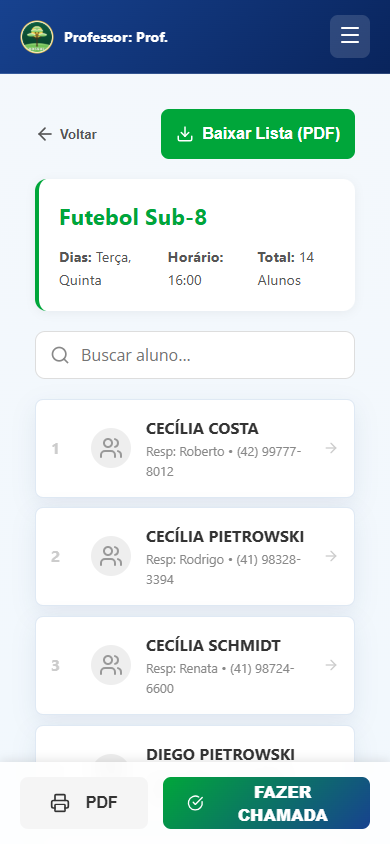 Professor: Prof.
Voltar
Baixar Lista (PDF)
Futebol Sub-8
Dias: Terça,
Quinta
Horário:
16:00
Total: 14
Alunos
Buscar aluno...
1
CECÍLIA COSTA
Resp: Roberto • (42) 99777-
8012
2
CECÍLIA PIETROWSKI
Resp: Rodrigo • (41) 98328-
3394
3
CECÍLIA SCHMIDT
Resp: Renata • (41) 98724-
6600
DIEGO PIETROWSKI
PDF
FAZER
CHAMADA